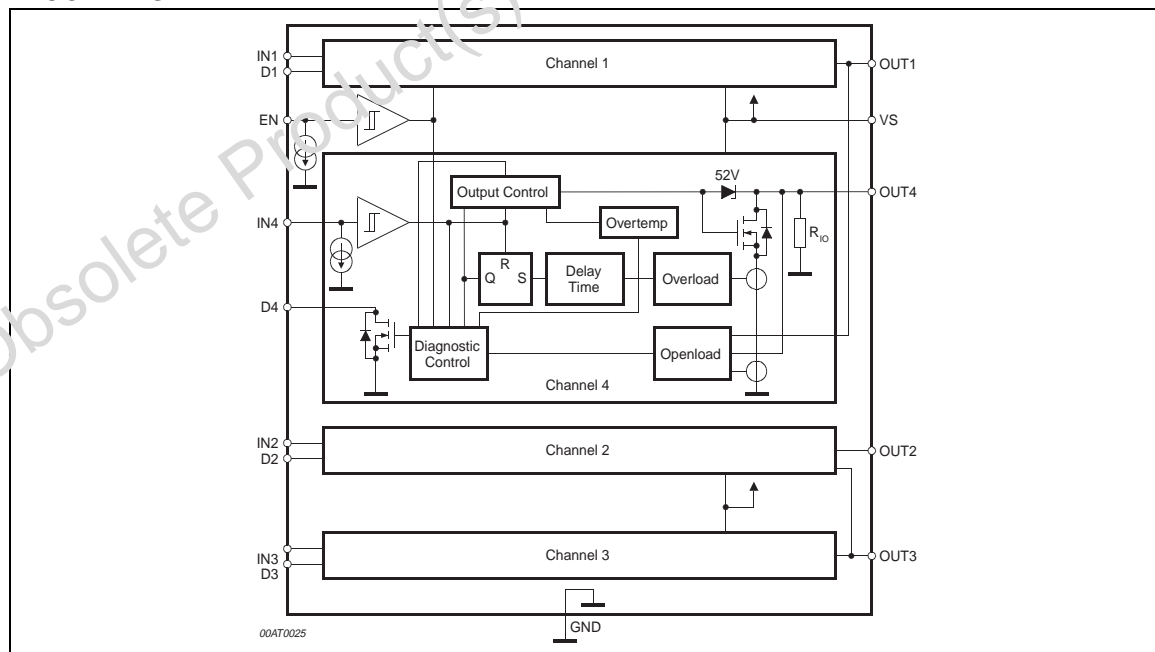 Obsolete Product(s)
IN1
D1
Channel 1
OUT1
EN
VS
52V
Output Control
OUT4
IN4
Overtemp
RIO
R
Q
S
Delay
Time
Overload
D4
Diagnostic
Control
Openload
Channel 4
IN2
D2
Channel 2
OUT2
IN3
D3
Channel 3
OUT3
GND
00AT0025